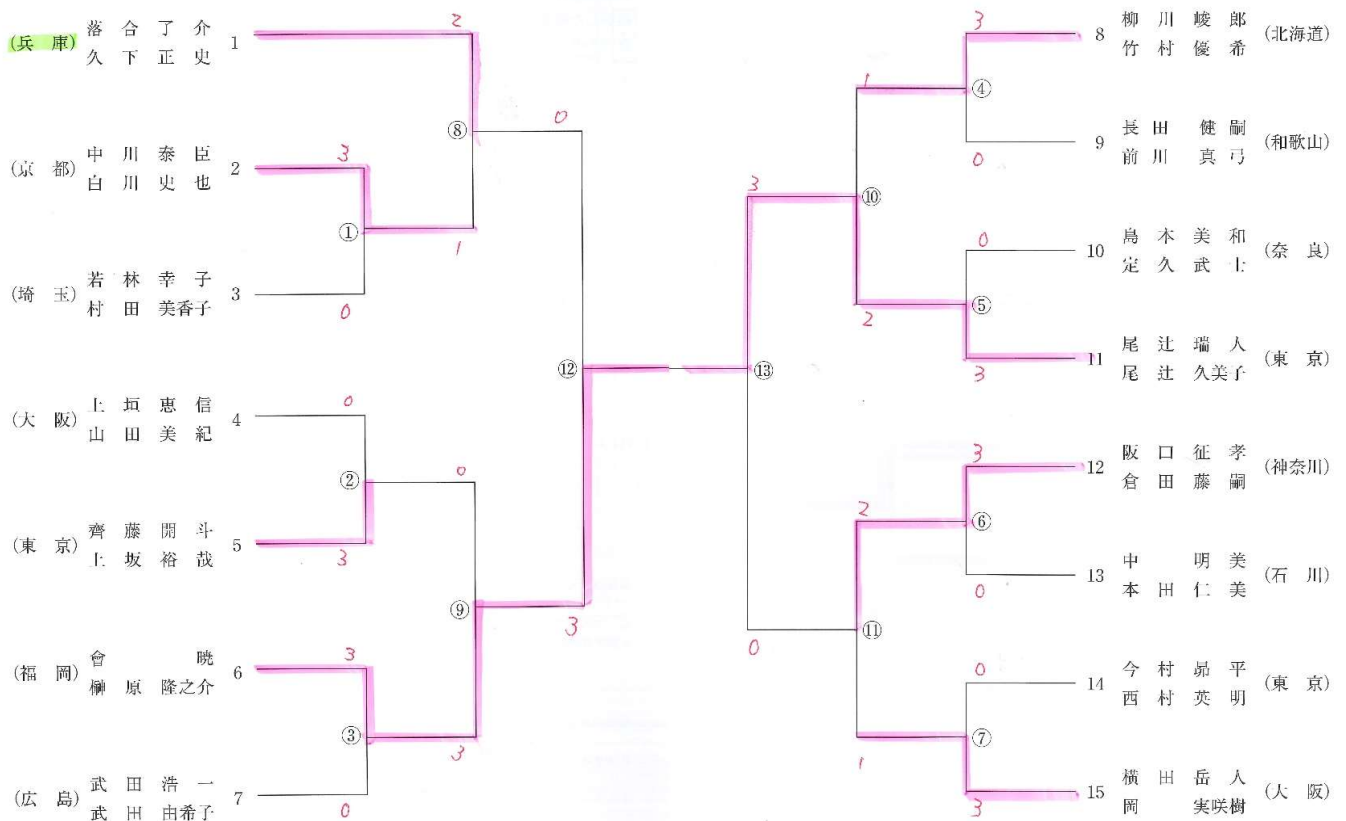 (兵 庫) 落 合 了 介 1
久 下 正 史
(京 都) 中 川 泰 臣 2
白 川 史 也
(埼 玉) 若 林 幸 子 3
村 田 美香子
(大 阪) 上 垣 恵 信 4
山 田 美 紀
(東 京) 齊 藤 開 斗 5
上 坂 裕 哉
(福 岡) 會 暁 6
榊 原 隆之介
(広 島) 武 田 浩 一 7
武 田 由希子
2
3
①
0
1
⑧
0
0
②
3
0
3
③
0
3
⑨
3
⑫
⑬
3
0
1
⑩
2
2
⑪
1
3
④
0
0
⑤
3
3
⑥
0
0
⑦
3
8 柳 川 峻 郎 (北海道)
竹 村 優 希
9 長 田 健 嗣 (和歌山)
前 川 真 弓
10 島 本 美 和 (奈 良)
定 久 武 士
11 尾 辻 瑞 人 (東 京)
尾 辻 久美子
12 阪 口 征 孝 (神奈川)
倉 田 藤 嗣
13 中 明 美 (石 川)
本 田 仁 美
14 今 村 昴 平 (東 京)
西 村 英 明
15 横 田 岳 人 (大 阪)
岡 実咲樹